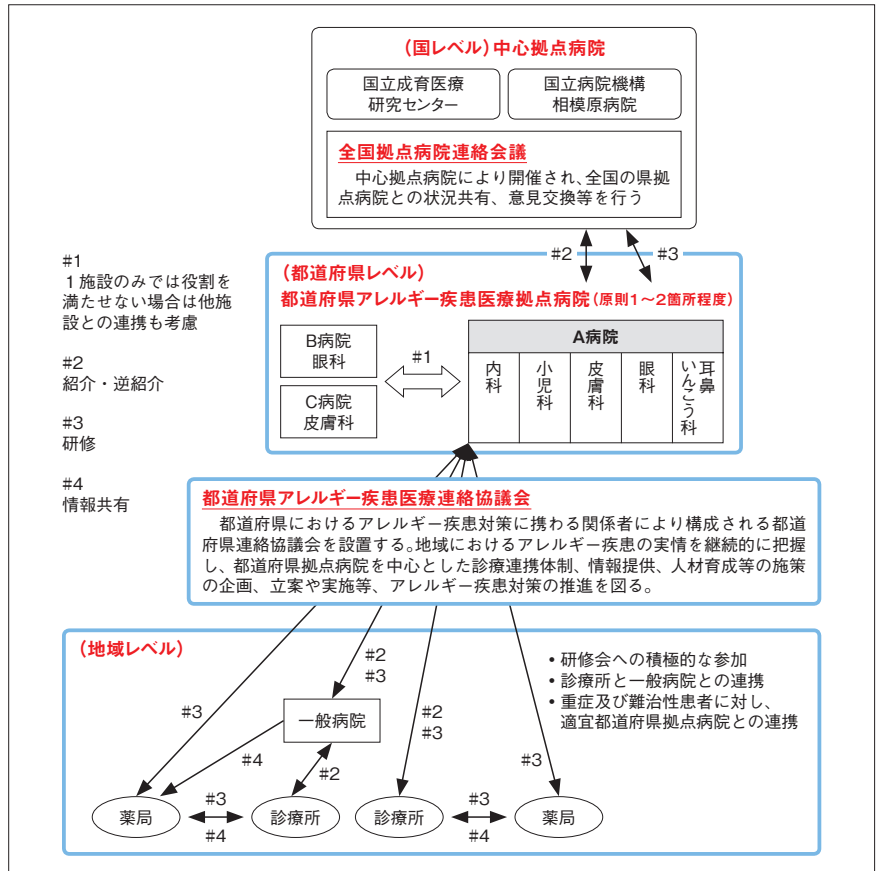 (国レベル)中心拠点病院
国立成育医療
研究センター
国立病院機構
相模原病院
全国拠点病院連絡会議
中心拠点病院により開催され、全国の県拠
点病院との状況共有、意見交換等を行う
#2
#3
#1
1施設のみでは役割を
満たせない場合は他施
設との連携も考慮
#2
紹介・逆紹介
#3
研修
#4
情報共有
(都道府県レベル)
都道府県アレルギー疾患医療拠点病院(原則1〜2箇所程度)
B病院
眼科
C病院
皮膚科
#1
A病院
内科
小児科
皮膚科
眼科
耳鼻
いんこう科
都道府県アレルギー疾患医療連絡協議会
都道府県におけるアレルギー疾患対策に携わる関係者により構成される都道
府県連絡協議会を設置する。地域におけるアレルギー疾患の実情を継続的に把握
し、都道府県拠点病院を中心とした診療連携体制、情報提供、人材育成等の施策
の企画、立案や実施等、アレルギー疾患対策の推進を図る。
(地域レベル)
#2
#3
・研修会への積極的な参加
・診療所と一般病院との連携
・重症及び難治性患者に対し、
適宜都道府県拠点病院との連携
#3
一般病院
#2
#3
#4
#2
#3
薬局
#3
#4
診療所
診療所
#3
#4
薬局